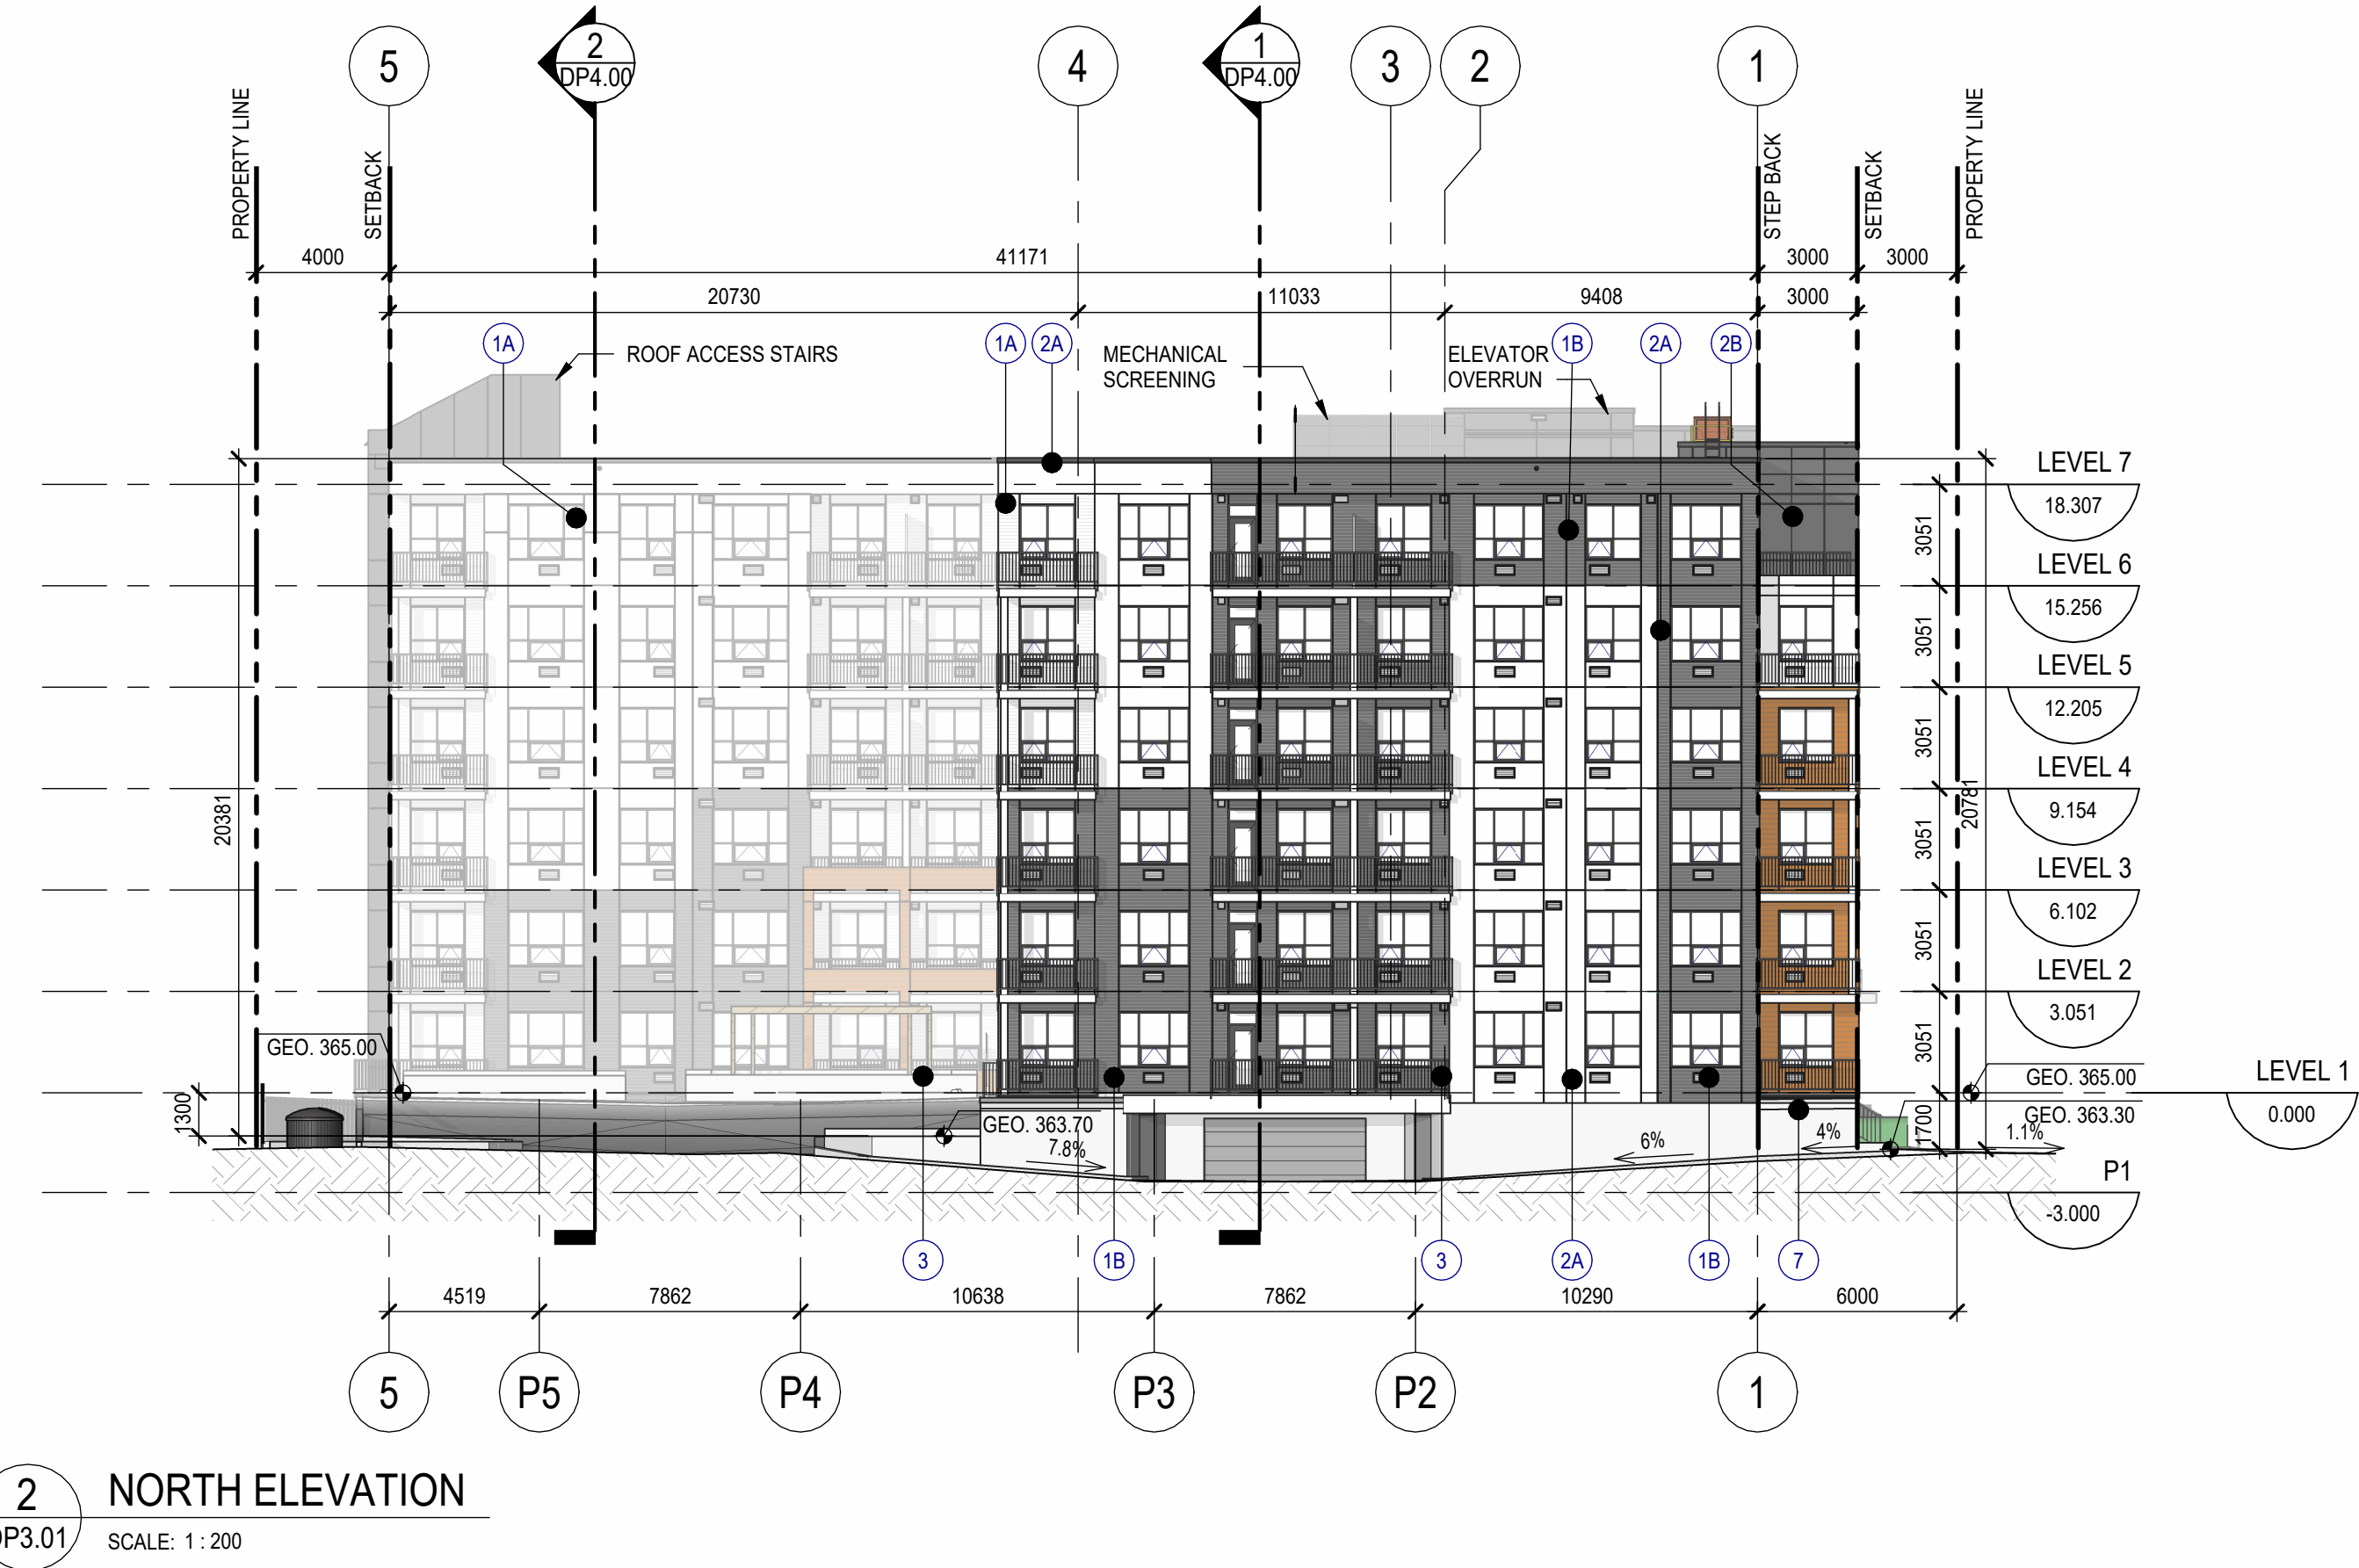 5
2
DP4.00
4
1
DP4.00
3
2
1
PROPERTY LINE
SETBACK
STEP BACK
SETBACK
PROPERTY LINE
4000
41171
3000
3000
20730
11033
9408
3000
1A
ROOF ACCESS STAIRS
1A
2A
MECHANICAL
SCREENING
ELEVATOR
OVERRUN
1B
2A
2B
LEVEL 7
18.307
3051
LEVEL 6
15.256
3051
LEVEL 5
12.205
3051
LEVEL 4
9.154
20381
20781
3051
LEVEL 3
6.102
3051
LEVEL 2
3.051
3051
GEO. 365.00
GEO. 365.00
LEVEL 1
0.000
1300
GEO. 363.70
GEO. 363.30
1700
7.8%
6%
4%
1.1%
P1
-3.000
3
1B
3
2A
1B
7
4519
7862
10638
7862
10290
6000
5
P5
P4
P3
P2
1
2
DP3.01
NORTH ELEVATION
SCALE: 1 : 200